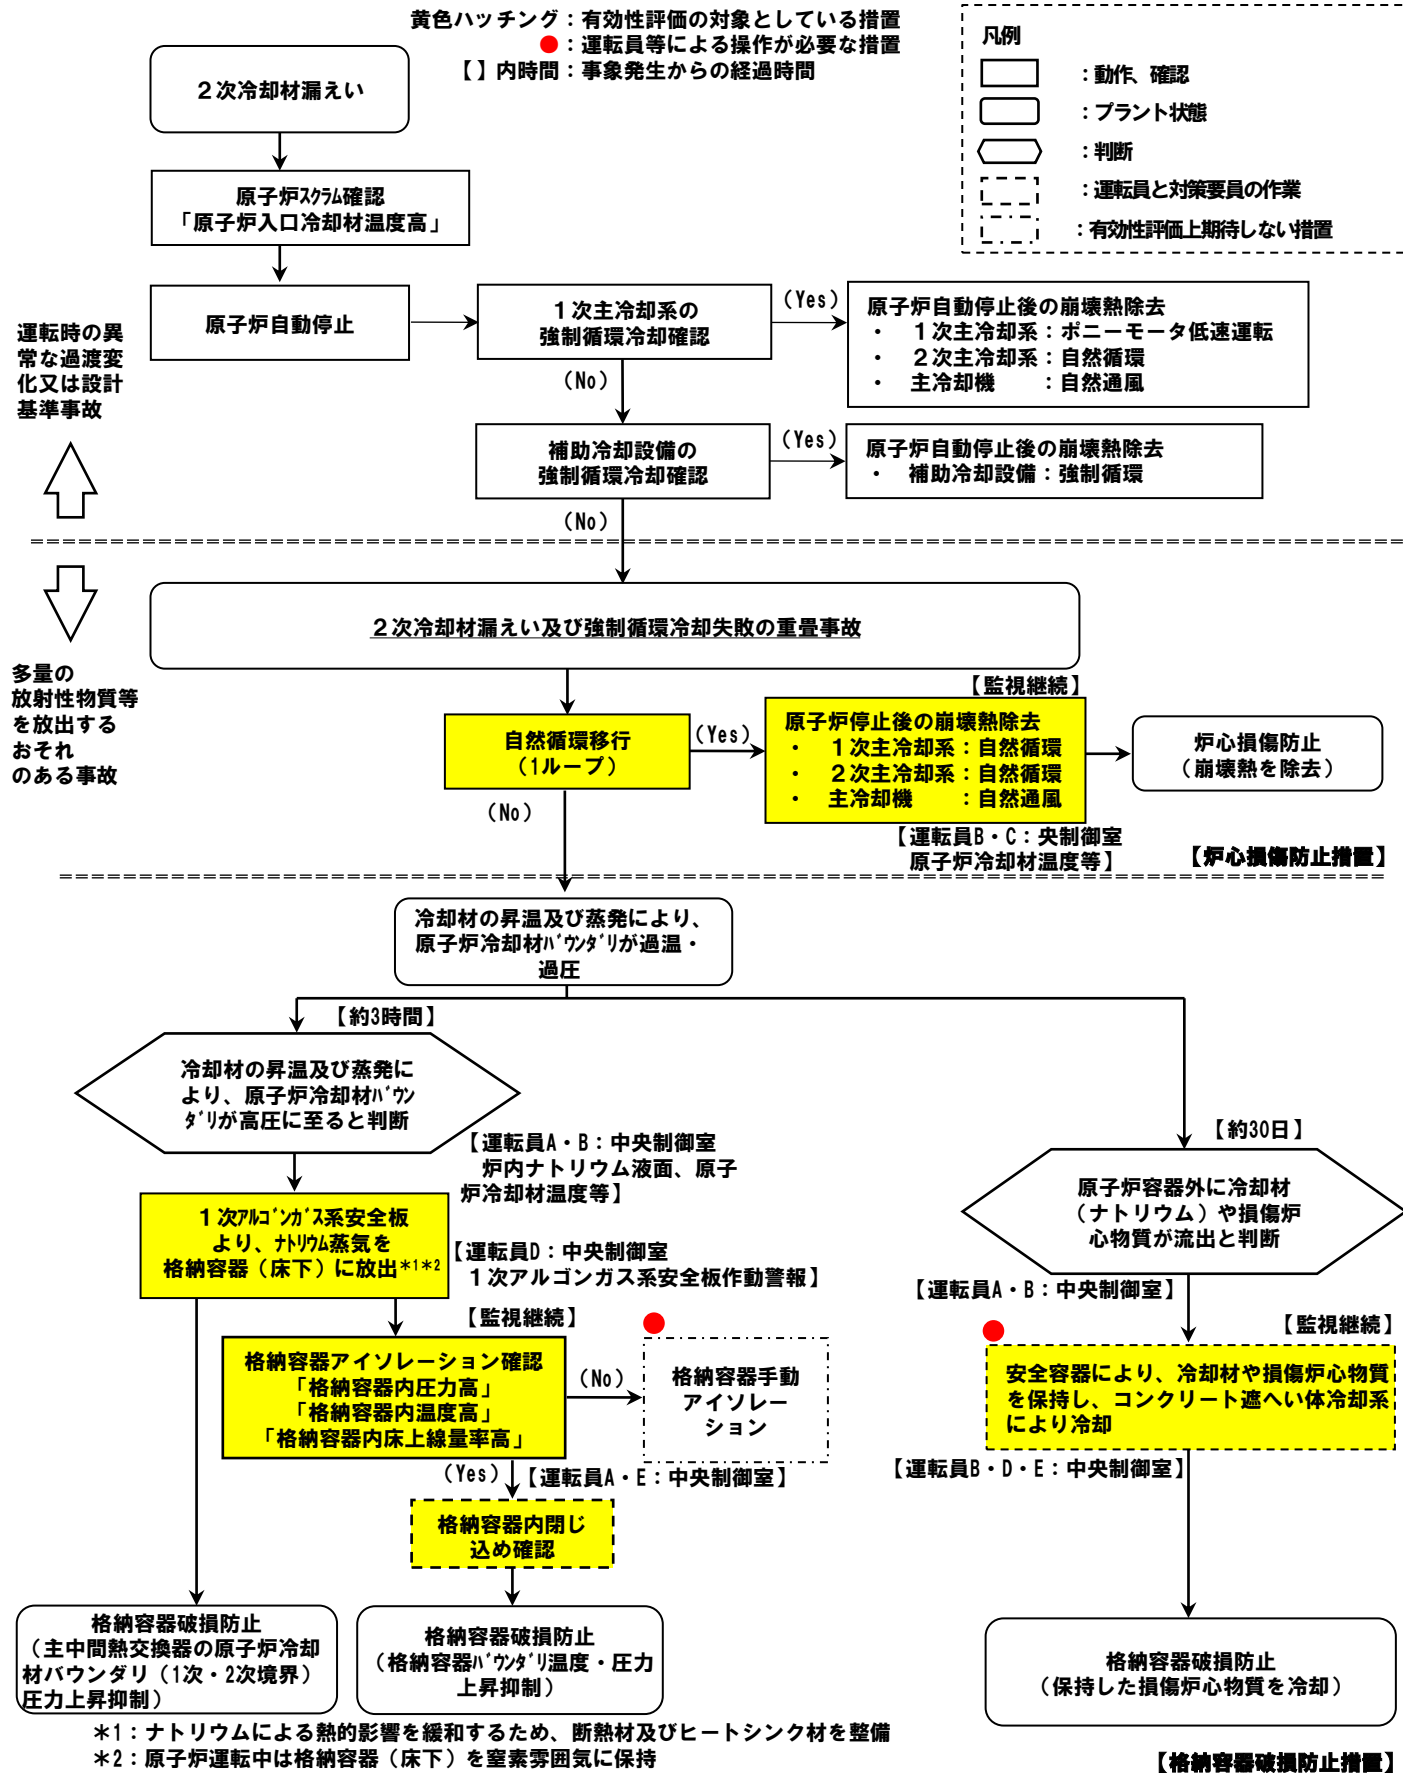 黄色ハッチング：有効性評価の対象としている措置
●：運転員等による操作が必要な措置
【 】内時間：事象発生からの経過時間
凡例
：動作、確認
：プラント状態
：判断
：運転員と対策要員の作業
：有効性評価上期待しない措置
２次冷却材漏えい
原子炉ｽｸﾗﾑ確認
「原子炉入口冷却材温度高」
原子炉自動停止
１次主冷却系の
強制循環冷却確認
（Yes）
原子炉自動停止後の崩壊熱除去
・　１次主冷却系：ポニーモータ低速運転
・　２次主冷却系：自然循環
・　主冷却機　　：自然通風
（No）
運転時の異
常な過渡変
化又は設計
基準事故
補助冷却設備の
強制循環冷却確認
（Yes）
原子炉自動停止後の崩壊熱除去
・　補助冷却設備：強制循環
（No）
２次冷却材漏えい及び強制循環冷却失敗の重畳事故
多量の
放射性物質等
を放出する
おそれ
のある事故
自然循環移行
（1ループ）
（Yes）
【監視継続】
原子炉停止後の崩壊熱除去
・　１次主冷却系：自然循環
・　２次主冷却系：自然循環
・　主冷却機　　：自然通風
【運転員B・C：央制御室
原子炉冷却材温度等】
炉心損傷防止
（崩壊熱を除去）
（No）
【炉心損傷防止措置】
冷却材の昇温及び蒸発により、
原子炉冷却材ﾊﾞｳﾝﾀﾞﾘが過温・
過圧
【約3時間】
冷却材の昇温及び蒸発に
より、原子炉冷却材ﾊﾞｳﾝ
ﾀﾞﾘが高圧に至ると判断
【運転員A・B：中央制御室
炉内ナトリウム液面、原子
炉冷却材温度等】
１次ｱﾙｺﾞﾝｶﾞｽ系安全板
より、ﾅﾄﾘｳﾑ蒸気を
格納容器（床下）に放出*1*2
【運転員D：中央制御室
１次アルゴンガス系安全板作動警報】
【監視継続】
格納容器アイソレーション確認
「格納容器内圧力高」
「格納容器内温度高」
「格納容器内床上線量率高」
（No）
格納容器手動
アイソレー
ション
（Yes）
【運転員A・E：中央制御室】
格納容器内閉じ
込め確認
【約30日】
原子炉容器外に冷却材
（ナトリウム）や損傷炉
心物質が流出と判断
【運転員A・B：中央制御室】
【監視継続】
安全容器により、冷却材や損傷炉心物質
を保持し、コンクリート遮へい体冷却系
により冷却
【運転員B・D・E：中央制御室】
格納容器破損防止
（主中間熱交換器の原子炉冷却
材バウンダリ（1次・2次境界）
圧力上昇抑制）
格納容器破損防止
（格納容器ﾊﾞｳﾝﾀﾞﾘ温度・圧力
上昇抑制）
格納容器破損防止
（保持した損傷炉心物質を冷却）
＊1：ナトリウムによる熱的影響を緩和するため、断熱材及びヒートシンク材を整備
＊2：原子炉運転中は格納容器（床下）を窒素雰囲気に保持
【格納容器破損防止措置】